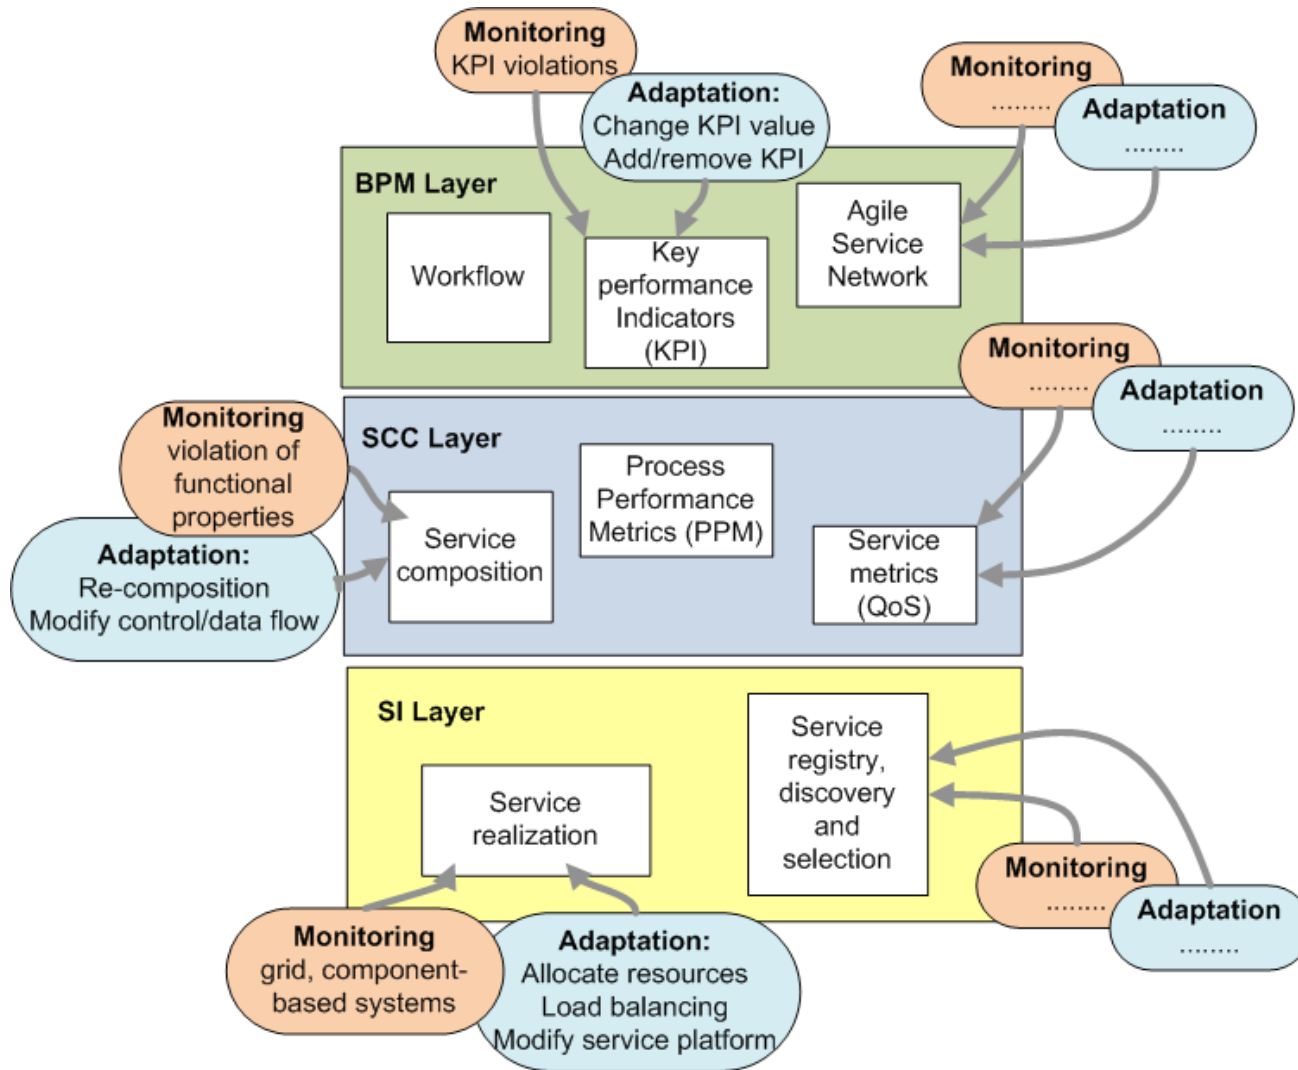 Monitoring
KPI violations
Adaptation:
Change KPI value
Add/remove KPI
Monitoring
........
Adaptation
........
BPM Layer
Workflow
Key
performance
Indicators
(KPI)
Agile
Service
Network
Monitoring
........
Adaptation
........
SCC Layer
Monitoring
violation of
functional
properties
Adaptation:
Re-composition
Modify control/data flow
Service
composition
Process
Performance
Metrics (PPM)
Service
metrics
(QoS)
SI Layer
Service
realization
Service
registry,
discovery
and
selection
Monitoring
........
Adaptation
........
Monitoring
grid, component-
based systems
Adaptation:
Allocate resources
Load balancing
Modify service platform